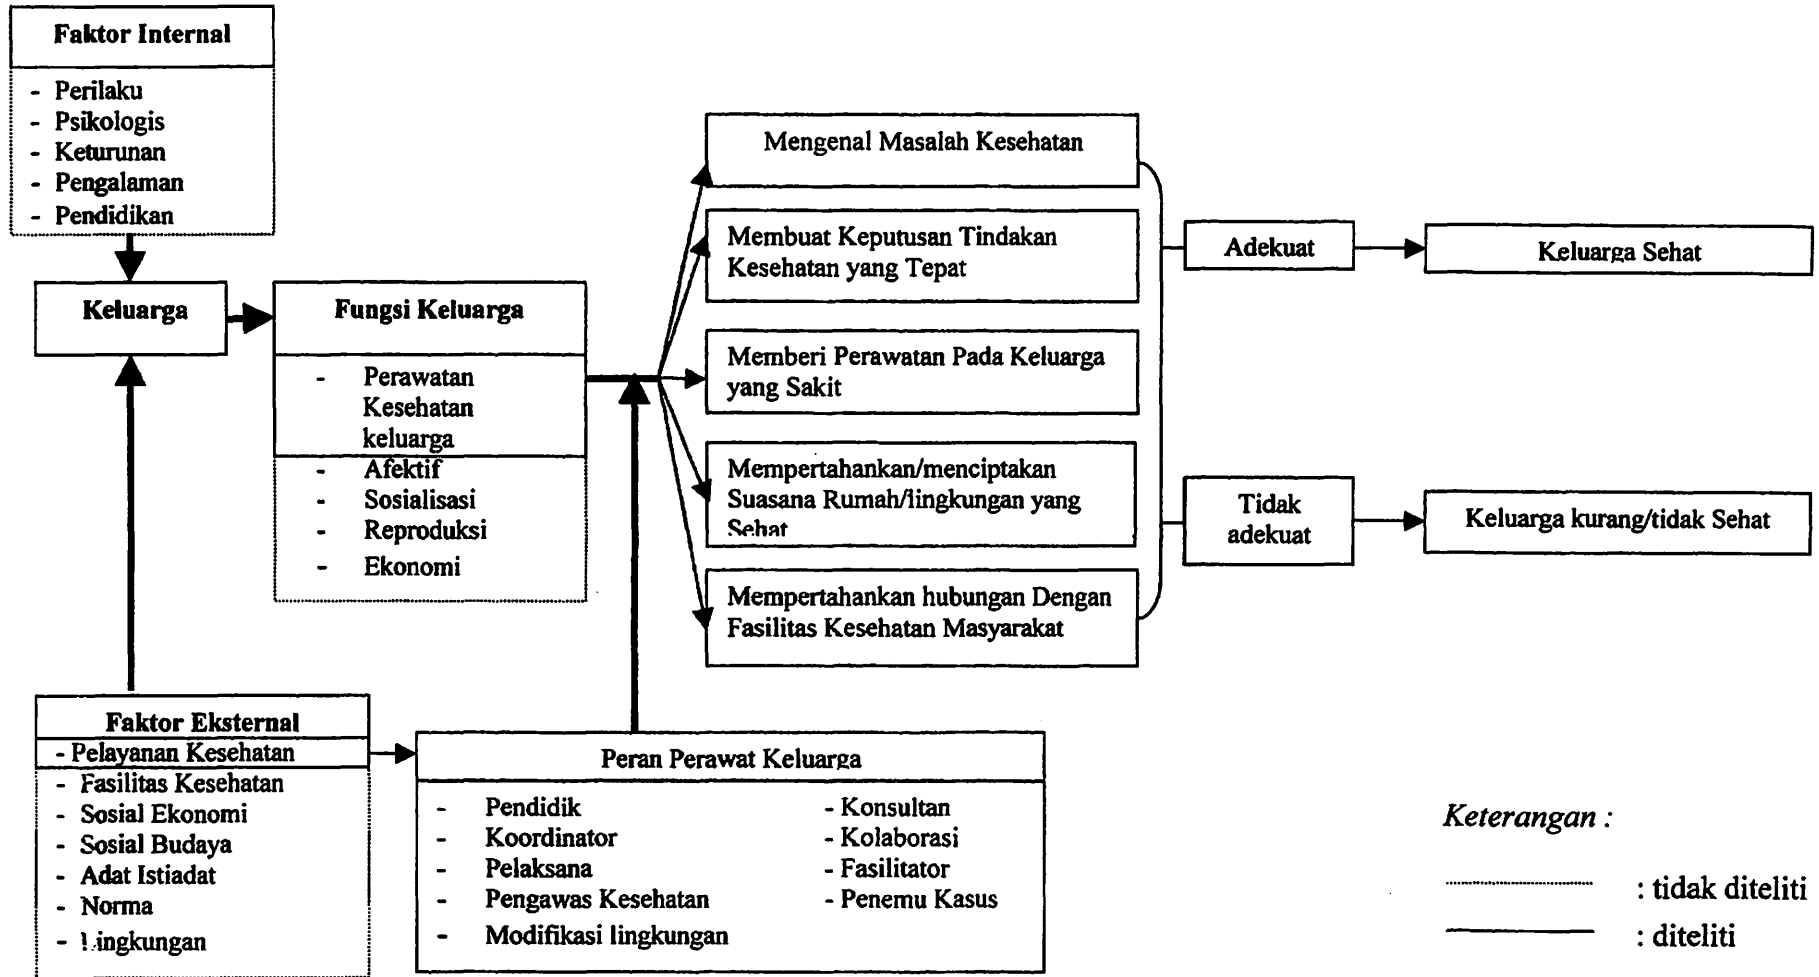 Faktor Internal
- Perilaku
- Psikologis
- Keturunan
- Pengalaman
- Pendidikan
Keluarga
Fungsi Keluarga
- Perawatan
Kesehatan
keluarga
- Afektif
- Sosialisasi
- Reproduksi
- Ekonomi
Mengenal Masalah Kesehatan
Membuat Keputusan Tindakan
Kesehatan yang Tepat
Memberi Perawatan Pada Keluarga
yang Sakit
Mempertahankan/menciptakan
Suasana Rumah/lingkungan yang
Sehat
Mempertahankan hubungan Dengan
Fasilitas Kesehatan Masyarakat
Adekuat
Keluarga Sehat
Tidak
adekuat
Keluarga kurang/tidak Sehat
Faktor Eksternal
- Pelayanan Kesehatan
- Fasilitas Kesehatan
- Sosial Ekonomi
- Sosial Budaya
- Adat Istiadat
- Norma
- Lingkungan
Peran Perawat Keluarga
- Pendidik
- Koordinator
- Pelaksana
- Pengawas Kesehatan
- Modifikasi lingkungan
- Konsultan
- Kolaborasi
- Fasilitator
- Penemu Kasus
Keterangan :
: tidak diteliti
: diteliti